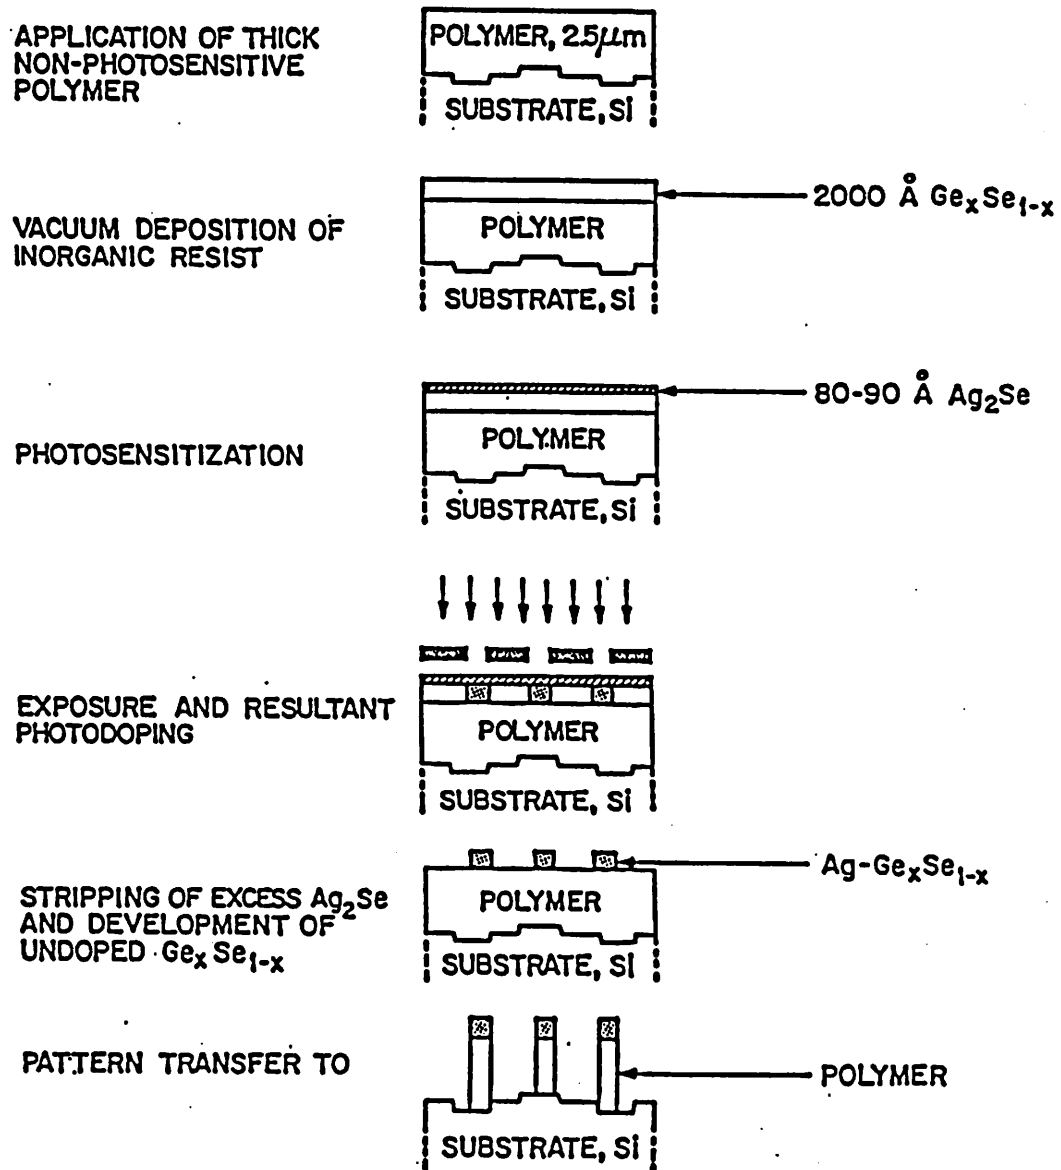 APPLICATION OF THICK
NON-PHOTOSENSITIVE
POLYMER
POLYMER, 2.5μm
SUBSTRATE, Si
VACUUM DEPOSITION OF
INORGANIC RESIST
2000 Å GeₓSe₁₋ₓ
POLYMER
SUBSTRATE, Si
PHOTOSENSITIZATION
80-90 Å Ag₂Se
POLYMER
SUBSTRATE, Si
EXPOSURE AND RESULTANT
PHOTODOPING
POLYMER
SUBSTRATE, Si
STRIPPING OF EXCESS Ag₂Se
AND DEVELOPMENT OF
UNDOPED GeₓSe₁₋ₓ
Ag-GeₓSe₁₋ₓ
POLYMER
SUBSTRATE, Si
PATTERN TRANSFER TO
POLYMER
SUBSTRATE, Si